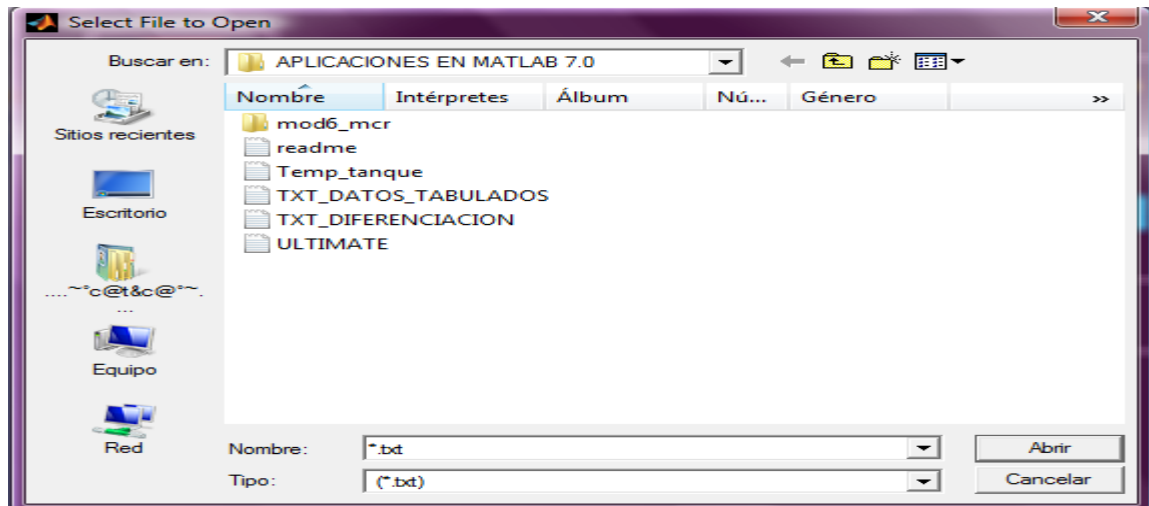 Select File to Open
Buscar en: APLICACIONES EN MATLAB 7.0
Nombre Intérpretes Álbum Nú... Género »
Sitios recientes
Escritorio
....~°c@t&c@°~.
...
Equipo
Red
mod6_mcr
readme
Temp_tanque
TXT_DATOS_TABULADOS
TXT_DIFERENCIACION
ULTIMATE
Nombre: *.txt Abrir
Tipo: (*.txt) Cancelar